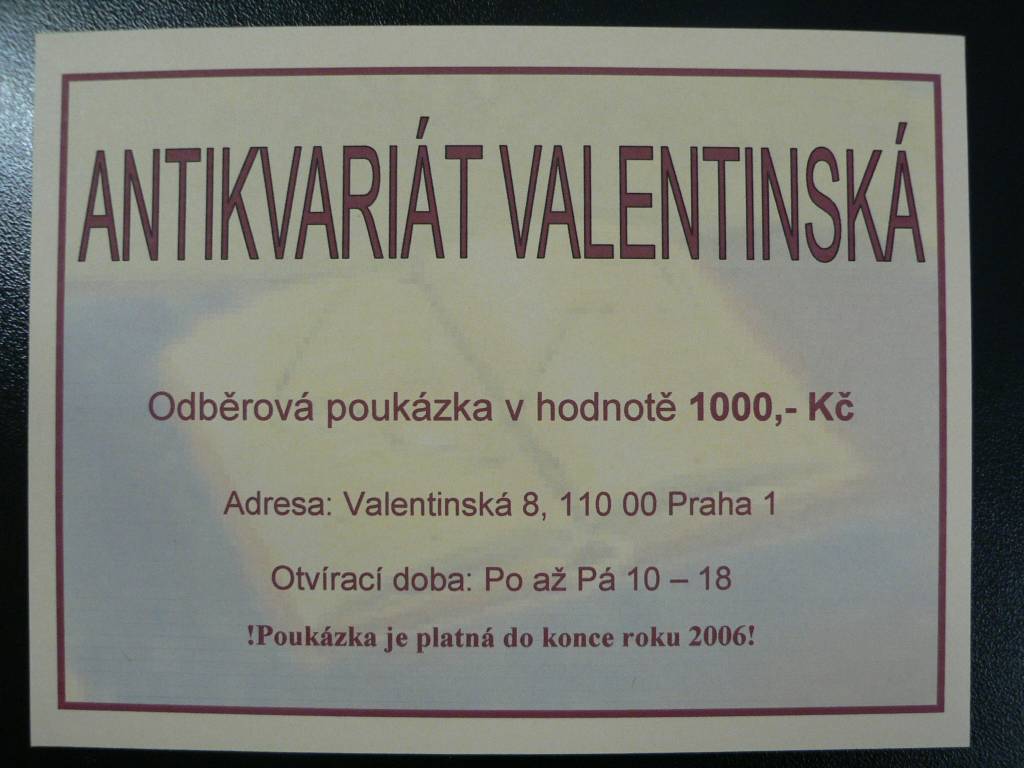 ANTIKVARIÁT VALENTINSKÁ
Odběrová poukázka v hodnotě 1000,- Kč
Adresa: Valentinská 8, 110 00 Praha 1
Otvírací doba: Po až Pá 10 – 18
!Poukázka je platná do konce roku 2006!